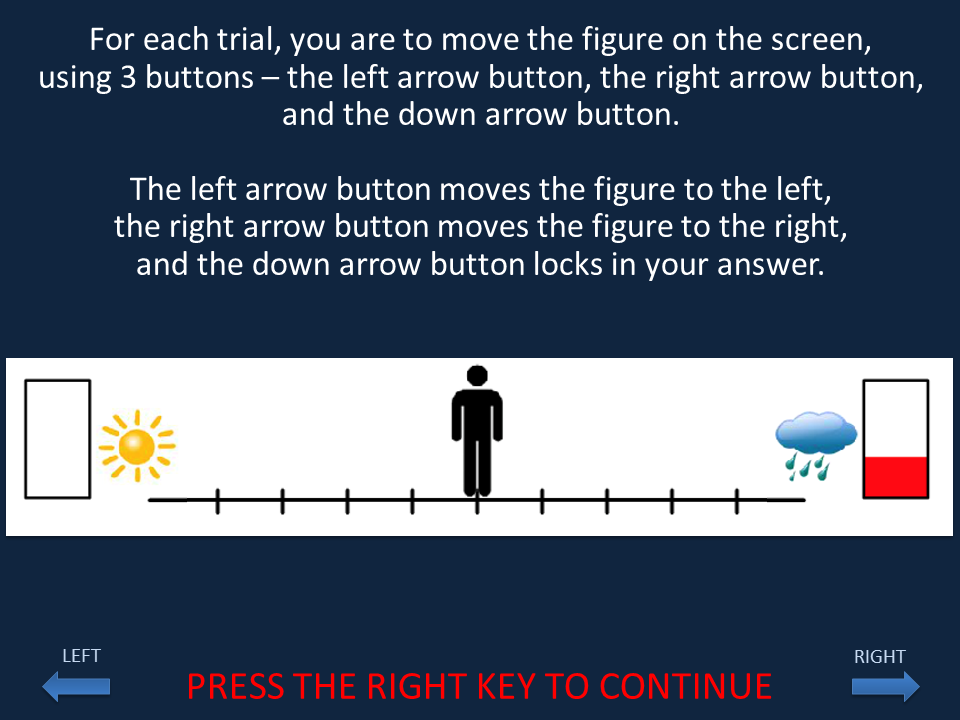 For each trial, you are to move the figure on the screen,
using 3 buttons – the left arrow button, the right arrow button,
and the down arrow button.
The left arrow button moves the figure to the left,
the right arrow button moves the figure to the right,
and the down arrow button locks in your answer.
LEFT
RIGHT
PRESS THE RIGHT KEY TO CONTINUE